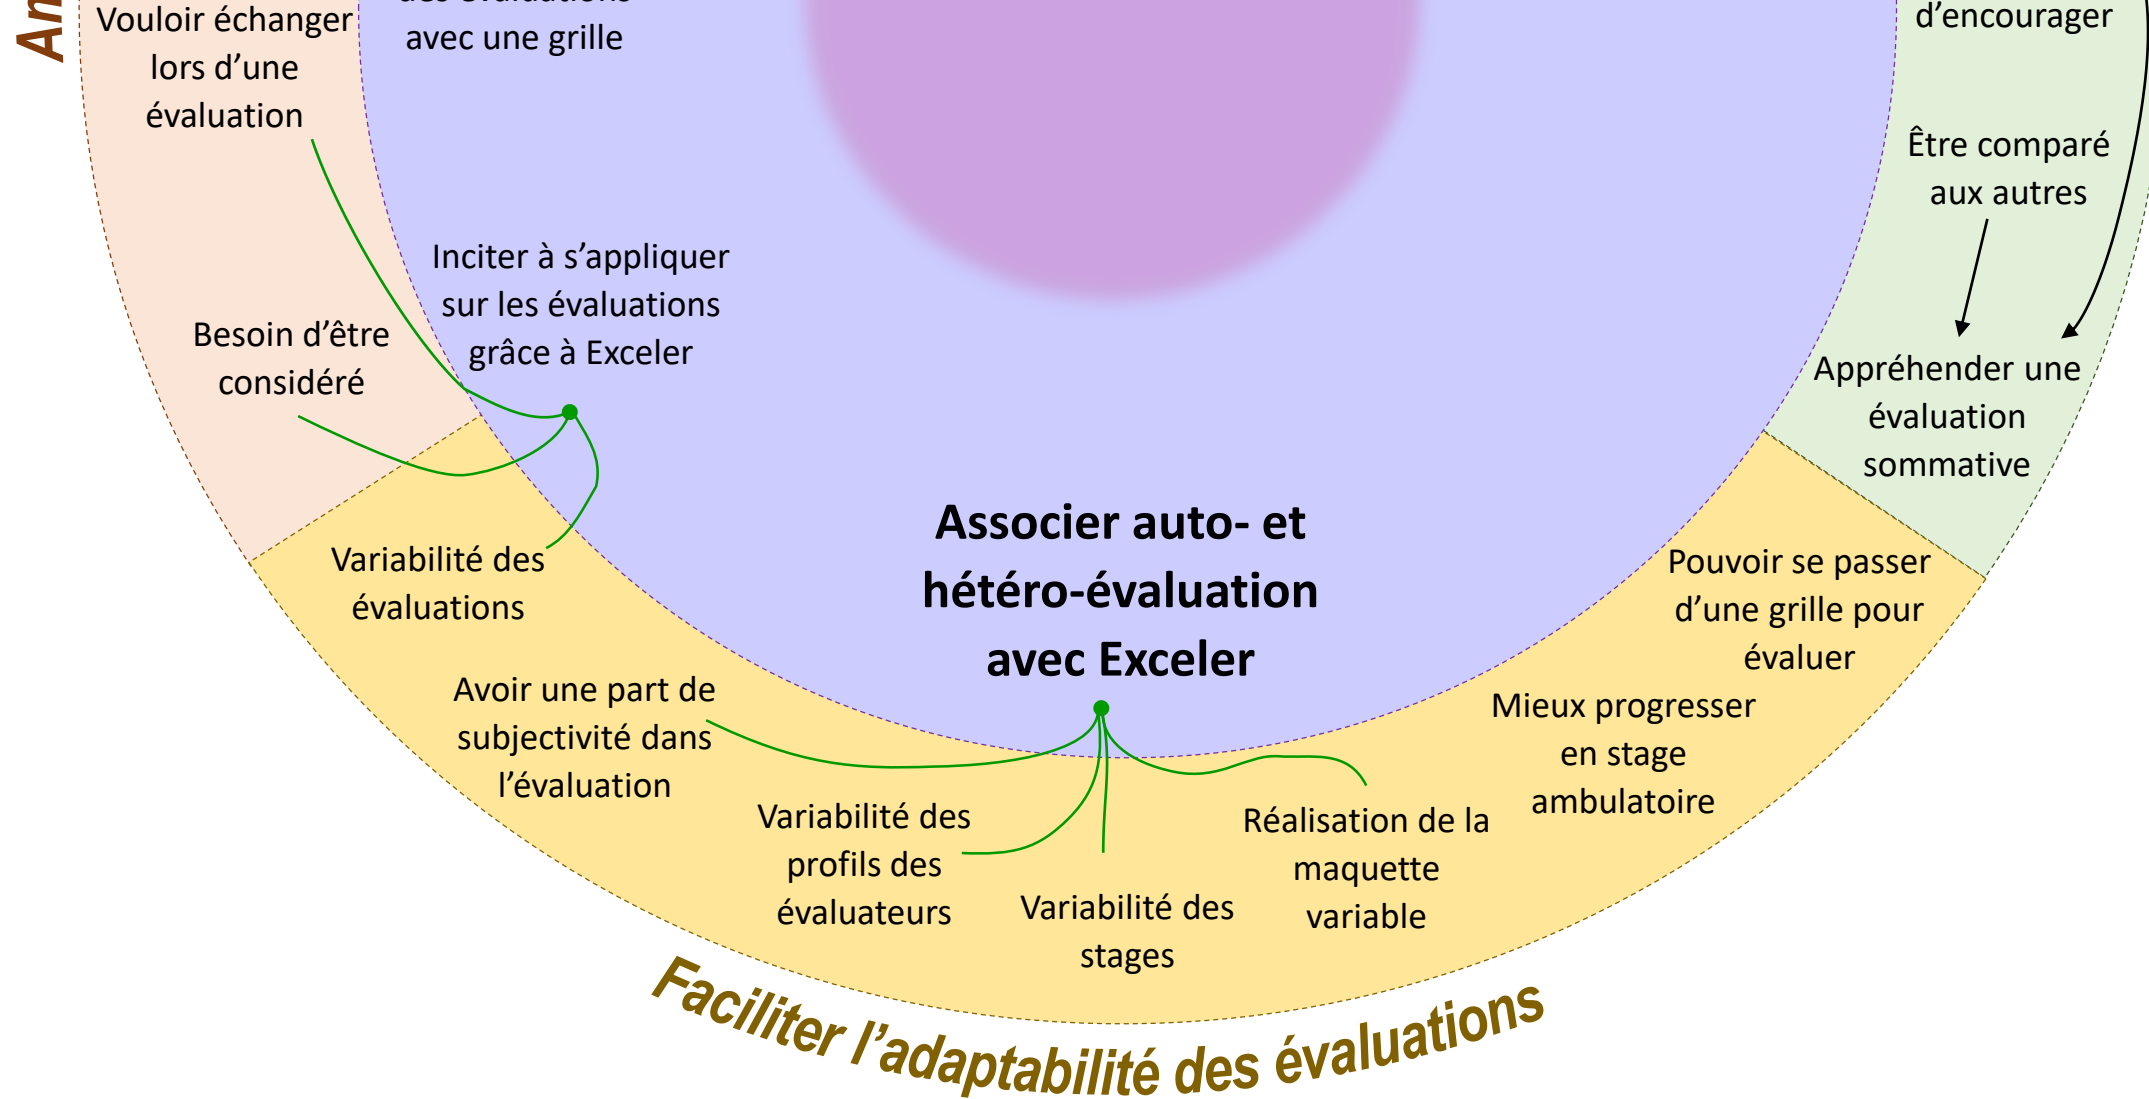 An
Vouloir échanger
lors d’une
évaluation
des évaluations
avec une grille
d’encourager
Être comparé
aux autres
Inciter à s’appliquer
sur les évaluations
grâce à Exceler
Besoin d’être
considéré
Appréhender une
évaluation
sommative
Associer auto- et
hétéro-évaluation
avec Exceler
Variabilité des
évaluations
Pouvoir se passer
d’une grille pour
évaluer
Avoir une part de
subjectivité dans
l’évaluation
Mieux progresser
en stage
ambulatoire
Variabilité des
profils des
évaluateurs
Variabilité des
stages
Réalisation de la
maquette
variable
Faciliter l’adaptabilité des évaluations